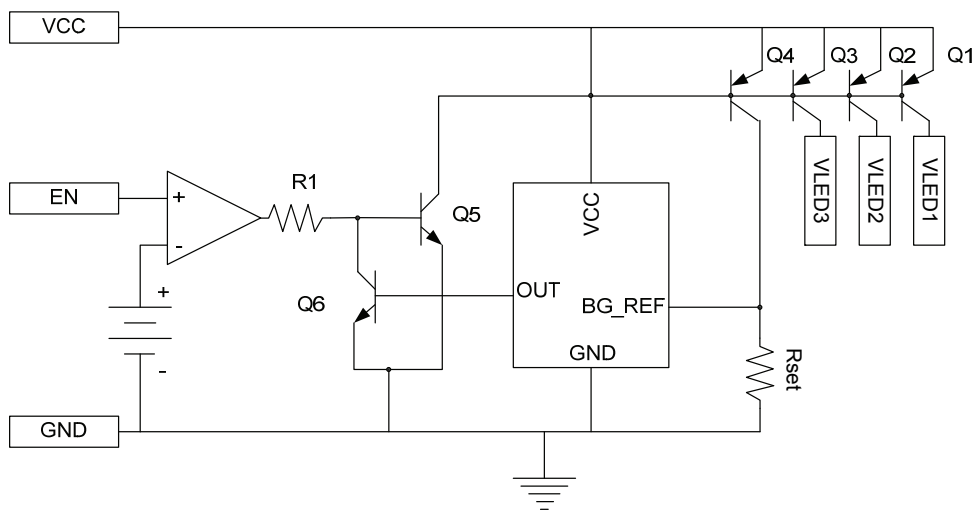 VCC
Q4
Q3
Q2
Q1
EN
+
-
R1
Q5
VCC
VLED3
VLED2
VLED1
Q6
OUT
BG_REF
GND
+
-
Rset
GND